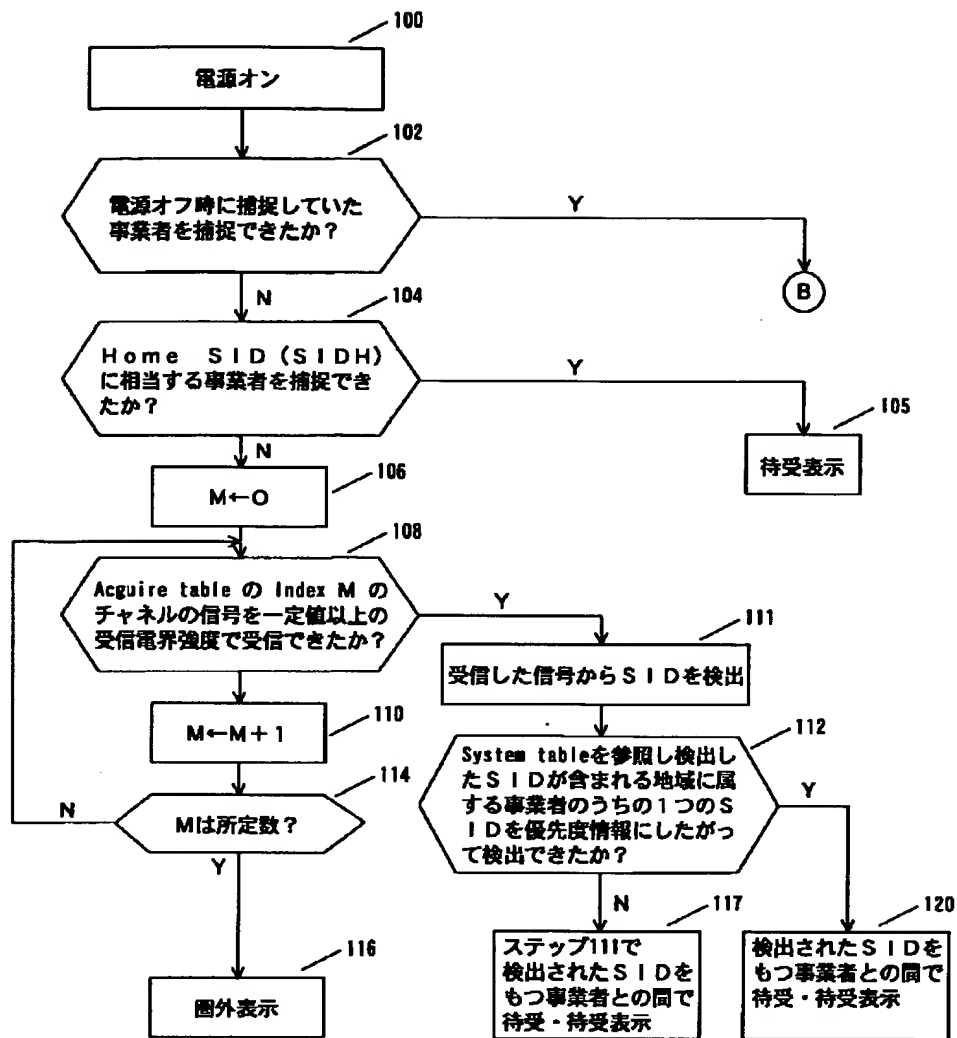 100
電源オン
102
電源オフ時に捕捉していた
事業者を捕捉できたか？
Y
B
N
104
Home SID（SIDH）
に相当する事業者を捕捉でき
たか？
Y
105
待受表示
N
106
M←0
108
Acguire table の Index M の
チャネルの信号を一定値以上の
受信電界強度で受信できたか？
Y
111
受信した信号からＳＩＤを検出
110
M←M＋1
112
System tableを参照し検出し
たＳＩＤが含まれる地域に属
する事業者のうちの１つのＳ
ＩＤを優先度情報にしたがっ
て検出できたか？
Y
114
N
Mは所定数？
Y
N
117
ステップ111で
検出されたＳＩＤを
もつ事業者との間で
待受・待受表示
120
検出されたＳＩＤを
もつ事業者との間で
待受・待受表示
116
圏外表示